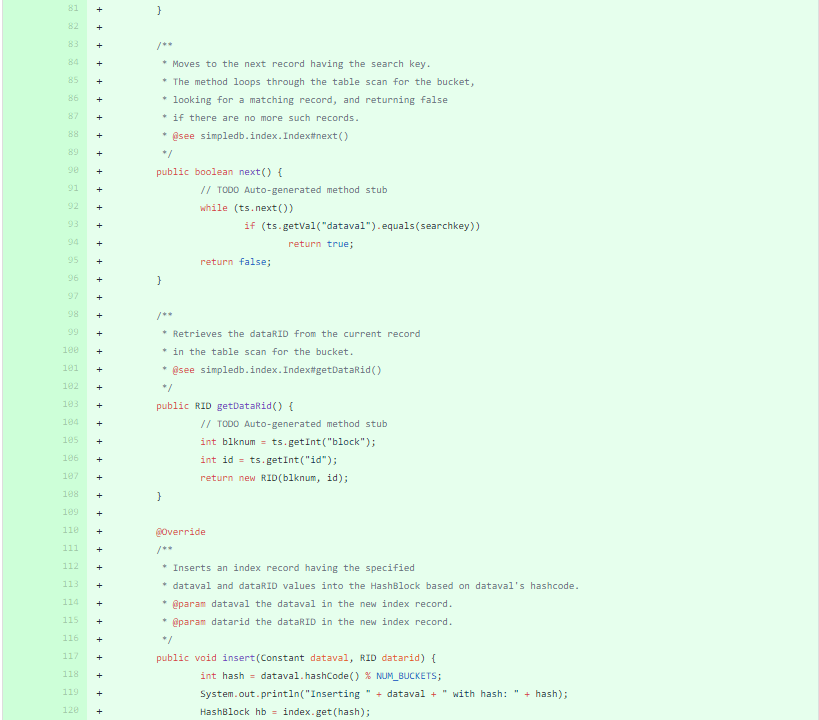 81 + }
82 +
83 + /**
84 + * Moves to the next record having the search key.
85 + * The method loops through the table scan for the bucket,
86 + * looking for a matching record, and returning false
87 + * if there are no more such records.
88 + * @see simpledb.index.Index#next()
89 + */
90 + public boolean next() {
91 + // TODO Auto-generated method stub
92 + while (ts.next())
93 + if (ts.getVal("dataval").equals(searchkey))
94 + return true;
95 + return false;
96 + }
97 +
98 + /**
99 + * Retrieves the dataRID from the current record
100 + * in the table scan for the bucket.
101 + * @see simpledb.index.Index#getDataRid()
102 + */
103 + public RID getDataRid() {
104 + // TODO Auto-generated method stub
105 + int blknum = ts.getInt("block");
106 + int id = ts.getInt("id");
107 + return new RID(blknum, id);
108 + }
109 +
110 + @Override
111 + /**
112 + * Inserts an index record having the specified
113 + * dataval and dataRID values into the HashBlock based on dataval's hashcode.
114 + * @param dataval the dataval in the new index record.
115 + * @param datarid the dataRID in the new index record.
116 + */
117 + public void insert(Constant dataval, RID datarid) {
118 + int hash = dataval.hashCode() % NUM_BUCKETS;
119 + System.out.println("Inserting " + dataval + " with hash: " + hash);
120 + HashBlock hb = index.get(hash);